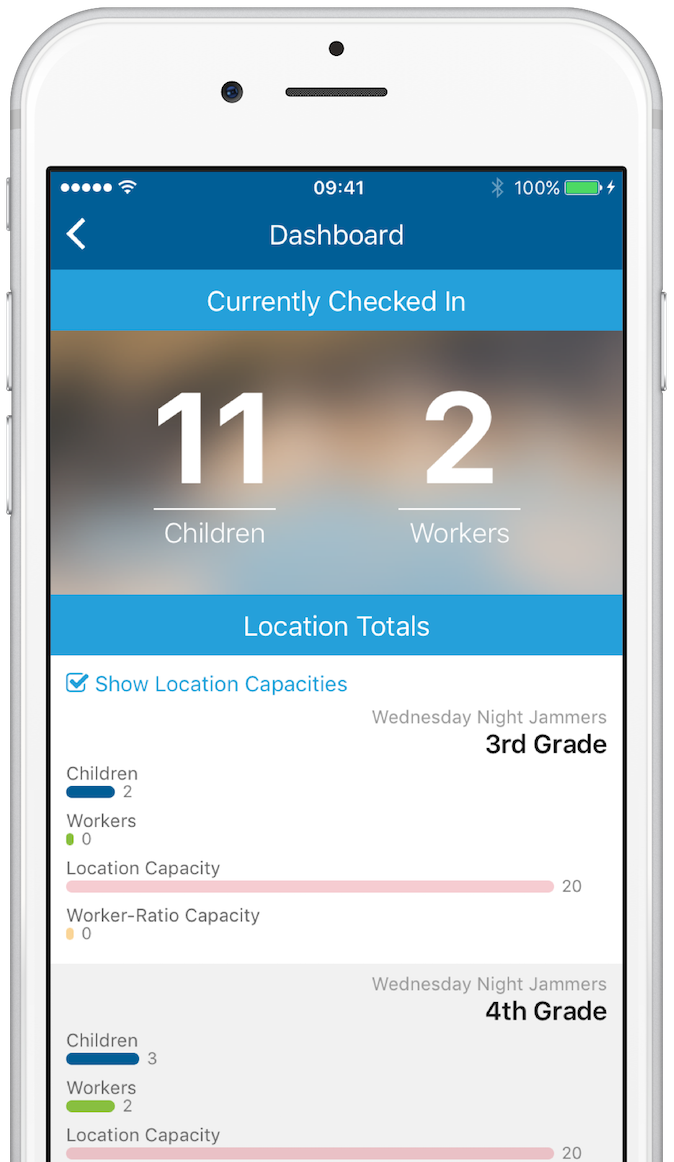 09:41
100%
Dashboard
Currently Checked In
11 2
Children Workers
Location Totals
Show Location Capacities
Wednesday Night Jammers
3rd Grade
Children
2
Workers
0
Location Capacity
20
Worker-Ratio Capacity
0
Wednesday Night Jammers
4th Grade
Children
3
Workers
2
Location Capacity
20